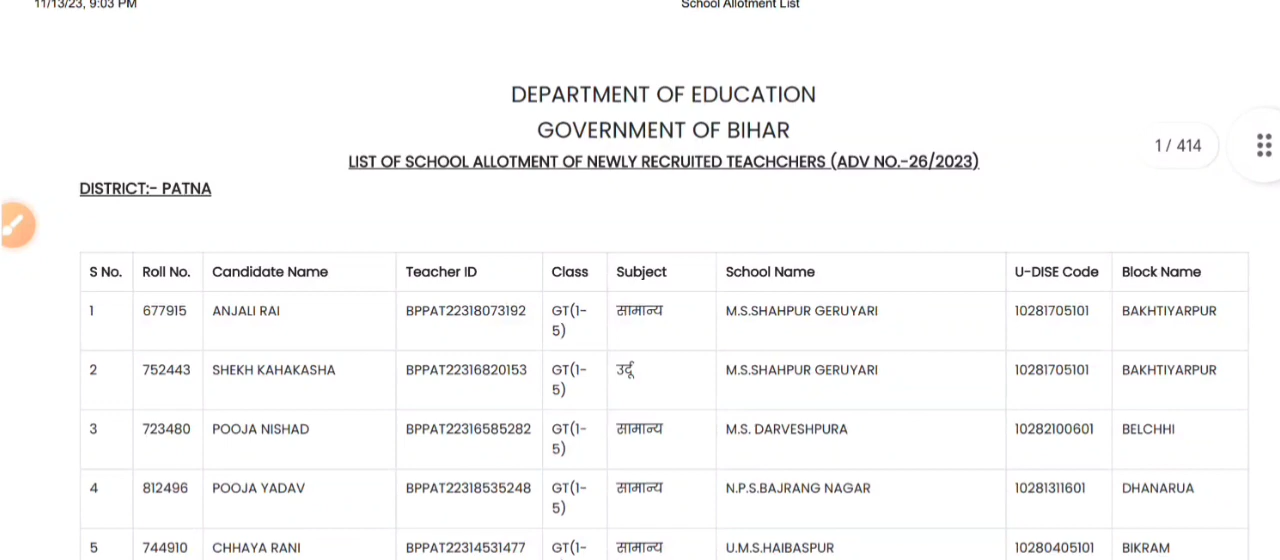 11/13/23, 9:03 PM School Allotment List
DEPARTMENT OF EDUCATION
GOVERNMENT OF BIHAR
1 / 414
LIST OF SCHOOL ALLOTMENT OF NEWLY RECRUITED TEACHCHERS (ADV NO.-26/2023)
DISTRICT:- PATNA
S No. Roll No. Candidate Name Teacher ID Class Subject School Name U-DISE Code Block Name
1 677915 ANJALI RAI BPPAT22318073192 GT(1- सामान्य M.S.SHAHPUR GERUYARI 10281705101 BAKHTIYARPUR
5)
2 752443 SHEKH KAHAKASHA BPPAT22316820153 GT(1- उर्दू M.S.SHAHPUR GERUYARI 10281705101 BAKHTIYARPUR
5)
3 723480 POOJA NISHAD BPPAT22316585282 GT(1- सामान्य M.S. DARVESHPURA 10282100601 BELCHHI
5)
4 812496 POOJA YADAV BPPAT22318535248 GT(1- सामान्य N.P.S.BAJRANG NAGAR 10281311601 DHANARUA
5)
5 744910 CHHAYA RANI BPPAT22314531477 GT(1- सामान्य U.M.S.HAIBASPUR 10280405101 BIKRAM